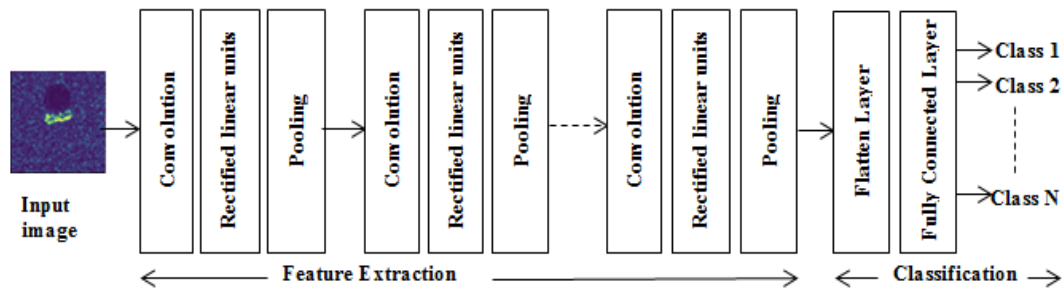 Input
image
Convolution
Rectified linear units
Pooling
Convolution
Rectified linear units
Pooling
Convolution
Rectified linear units
Pooling
Flatten Layer
Fully Connected Layer
Class 1
Class 2
Class N
Feature Extraction
Classification